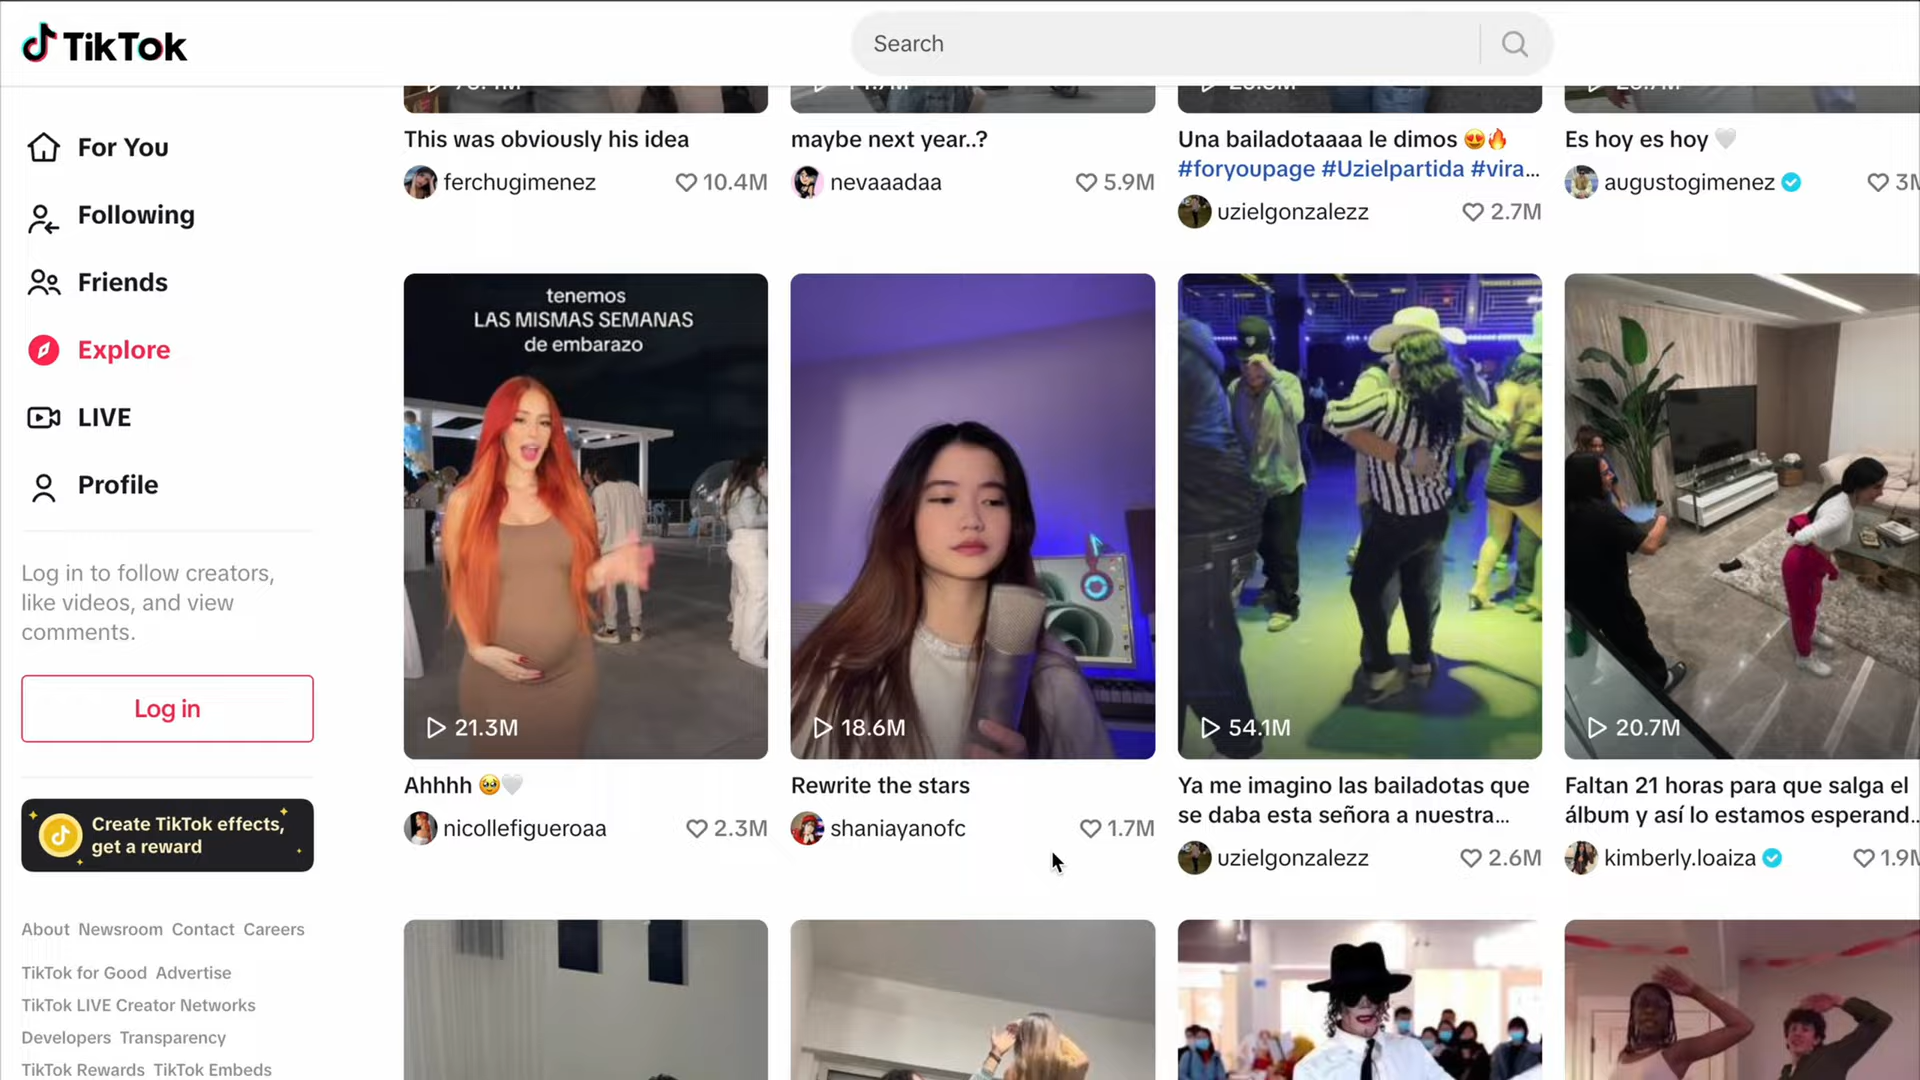 TikTok
Search
For You
Following
Friends
Explore
LIVE
Profile
Log in to follow creators,
like videos, and view
comments.
Log in
Create TikTok effects,
get a reward
About Newsroom Contact Careers
TikTok for Good Advertise
TikTok LIVE Creator Networks
Developers Transparency
TikTok Rewards TikTok Embeds
This was obviously his idea
ferchugimenez 10.4M
maybe next year..?
nevaaadaa 5.9M
Una bailadotaaaa le dimos 😍🔥
#foryoupage #Uzielpartida #vira...
uzielgonzalezz 2.7M
Es hoy es hoy 🤍
augustogimenez 3M
tenemos
LAS MISMAS SEMANAS
de embarazo
21.3M
Ahhhh 🥹🤍
nicollefigueroaa 2.3M
18.6M
Rewrite the stars
shaniayanofc 1.7M
54.1M
Ya me imagino las bailadotas que
se daba esta señora a nuestra...
uzielgonzalezz 2.6M
20.7M
Faltan 21 horas para que salga el
álbum y así lo estamos esperand...
kimberly.loaiza 1.9M